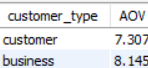 customer_type AOV
customer 7.307
business 8.145